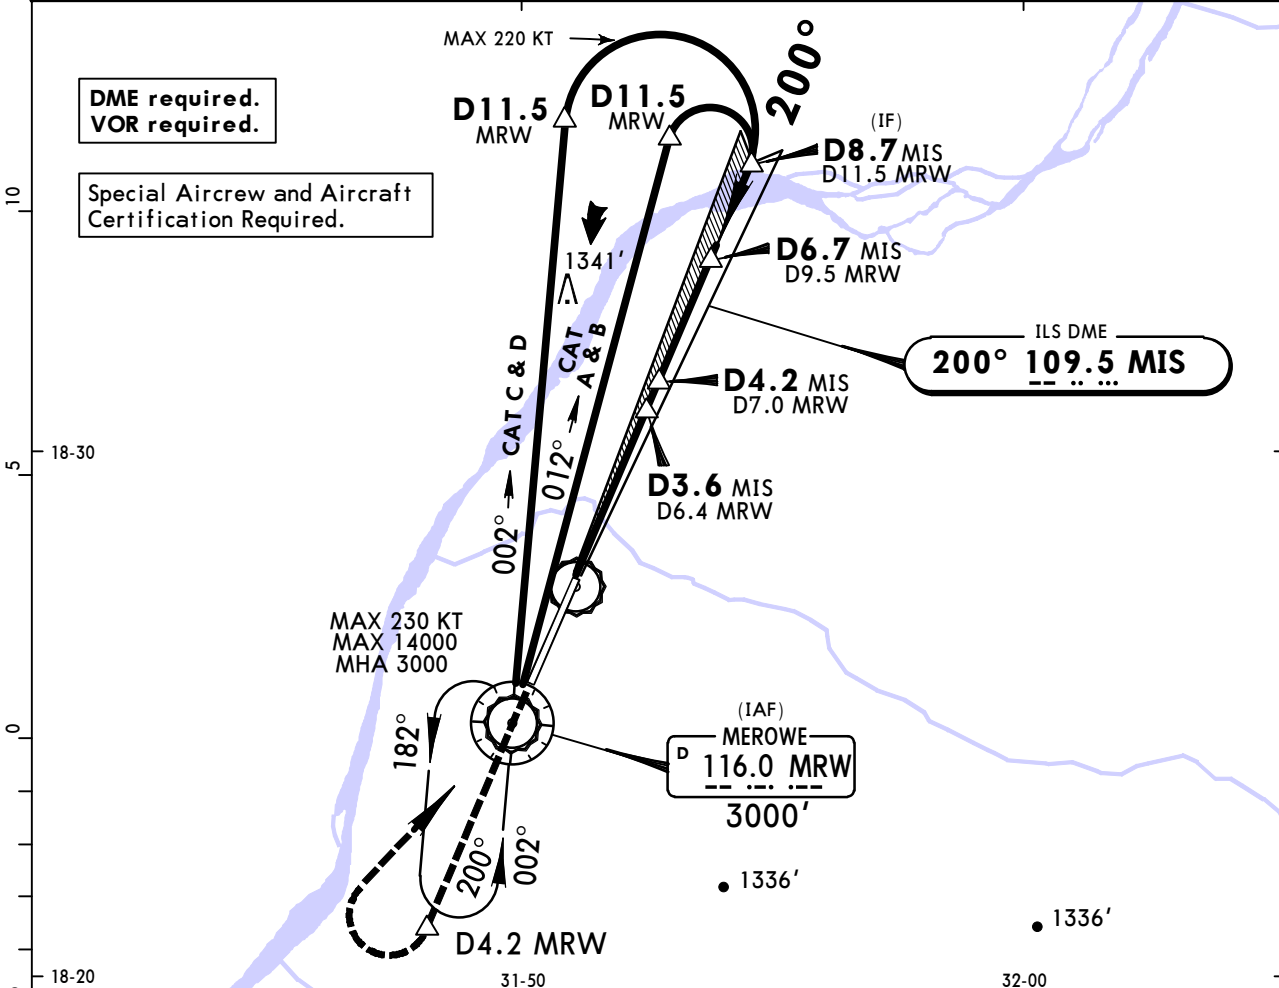 MAX 220 KT
200°
DME required.
VOR required.
D11.5
MRW
D11.5
MRW
(IF)
D8.7 MIS
D11.5 MRW
Special Aircrew and Aircraft
Certification Required.
10
1341'
D6.7 MIS
D9.5 MRW
ILS DME
200° 109.5 MIS
CAT C & D
CAT
A & B
D4.2 MIS
D7.0 MRW
5
18-30
002°
012°
D3.6 MIS
D6.4 MRW
MAX 230 KT
MAX 14000
MHA 3000
0
182°
(IAF)
MEROWE
D 116.0 MRW
3000'
200°
002°
1336'
1336'
D4.2 MRW
18-20
31-50
32-00